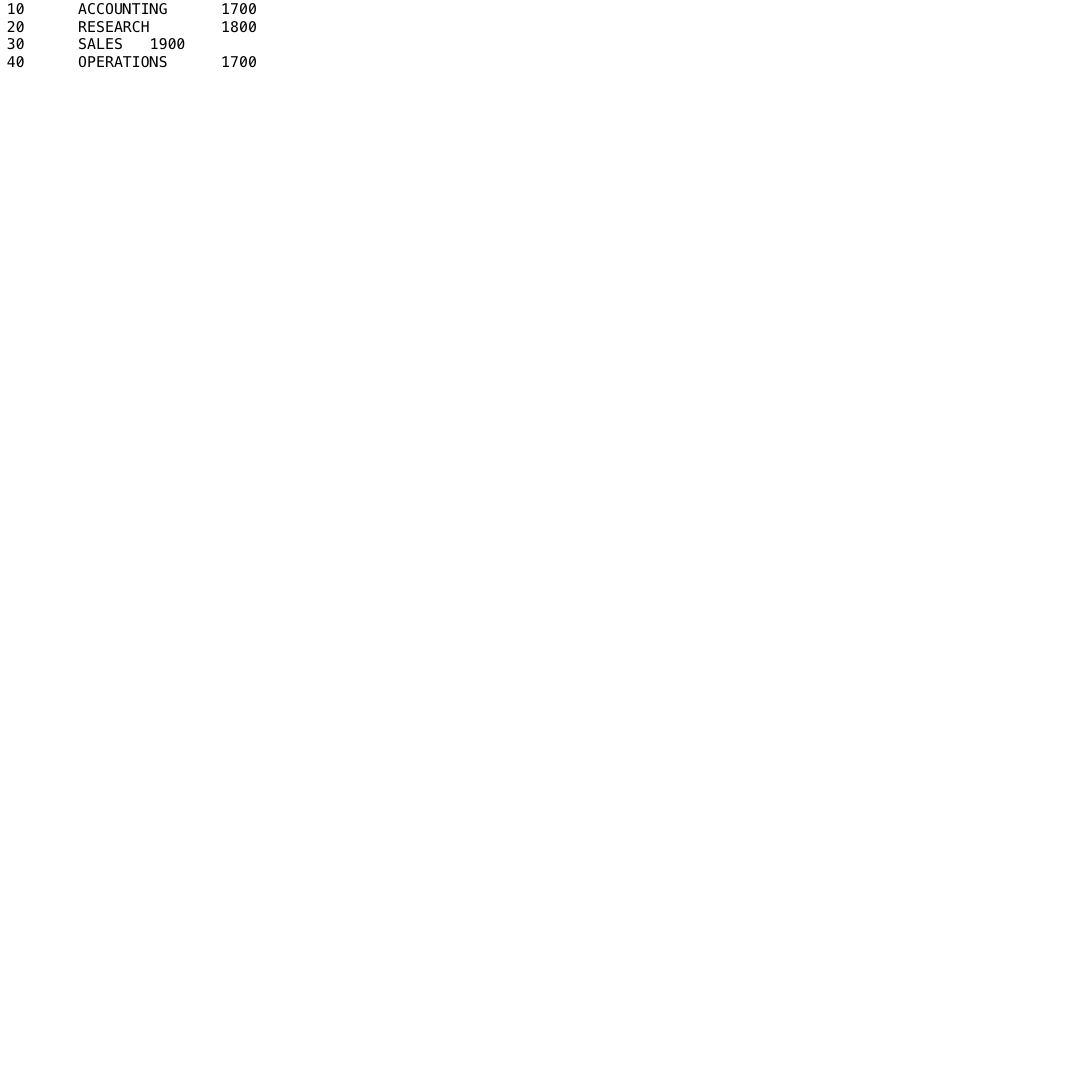 10	ACCOUNTING	1700
20	RESEARCH	1800
30	SALES	1900
40	OPERATIONS	1700